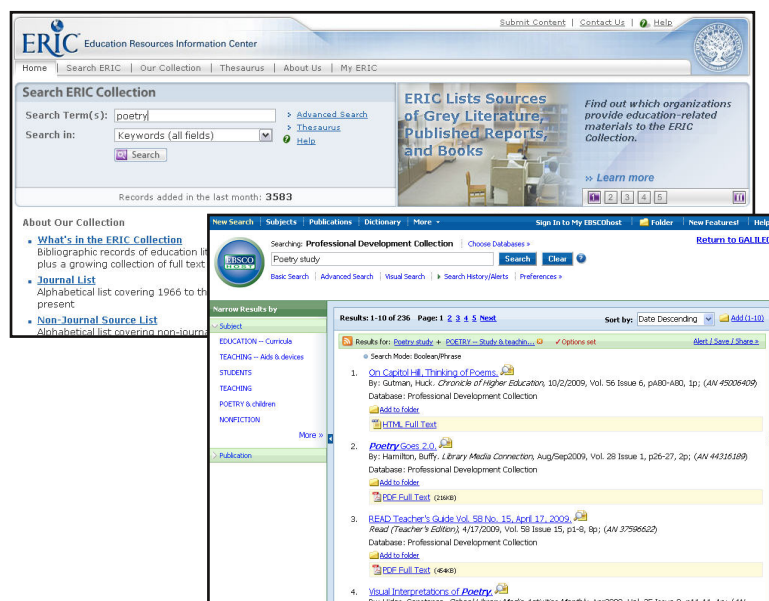 Submit Content | Contact Us | Help
ERIC Education Resources Information Center
Home | Search ERIC | Our Collection | Thesaurus | About Us | My ERIC
Search ERIC Collection
Search Term(s): poetry
Advanced Search
Thesaurus
Search in: Keywords (all fields)
Help
Search
Records added in the last month: 3583
ERIC Lists Sources
of Grey Literature,
Published Reports,
and Books
Find out which organizations
provide education-related
materials to the ERIC
Collection.
» Learn more
1 2 3 4 5
About Our Collection
What's in the ERIC Collection
Bibliographic records of education
plus a growing collection of full text
Journal List
Alphabetical list covering 1966 to
present
Non-Journal Source List
Alphabetical list covering
New Search | Subjects | Publications | Dictionary | More
Sign In to My EBSCOhost | Folder | New Features! | Help
Return to GALILEO
EBSCO
HOST
Searching: Professional Development Collection | Choose Databases »
Poetry study Search Clear
Basic Search | Advanced Search | Visual Search | Search History/Alerts | Preferences »
Narrow Results by
Subject
EDUCATION -- Curricula
TEACHING -- Aids & devices
STUDENTS
TEACHING
POETRY & children
NONFICTION
More »
Publication
Results: 1-10 of 236 Page: 1 2 3 4 5 Next
Sort by: Date Descending Add (1-10)
Results for: Poetry study + POETRY -- Study & teachin... Options set
Alert / Save / Share »
Search Mode: Boolean/Phrase
1. On Capitol Hill, Thinking of Poems.
By: Gutman, Huck. Chronicle of Higher Education, 10/2/2009, Vol. 56 Issue 6, pA80-A80, 1p; (AN 45006409)
Database: Professional Development Collection
Add to folder
HTML Full Text
2. Poetry Goes 2.0.
By: Hamilton, Buffy. Library Media Connection, Aug/Sep2009, Vol. 28 Issue 1, p26-27, 2p; (AN 44316189)
Database: Professional Development Collection
Add to folder
PDF Full Text (216KB)
3. READ Teacher's Guide Vol. 58 No. 15, April 17, 2009.
Read (Teacher's Edition), 4/17/2009, Vol. 58 Issue 15, p1-8, 8p; (AN 37596622)
Database: Professional Development Collection
Add to folder
PDF Full Text (454KB)
4. Visual Interpretations of Poetry.